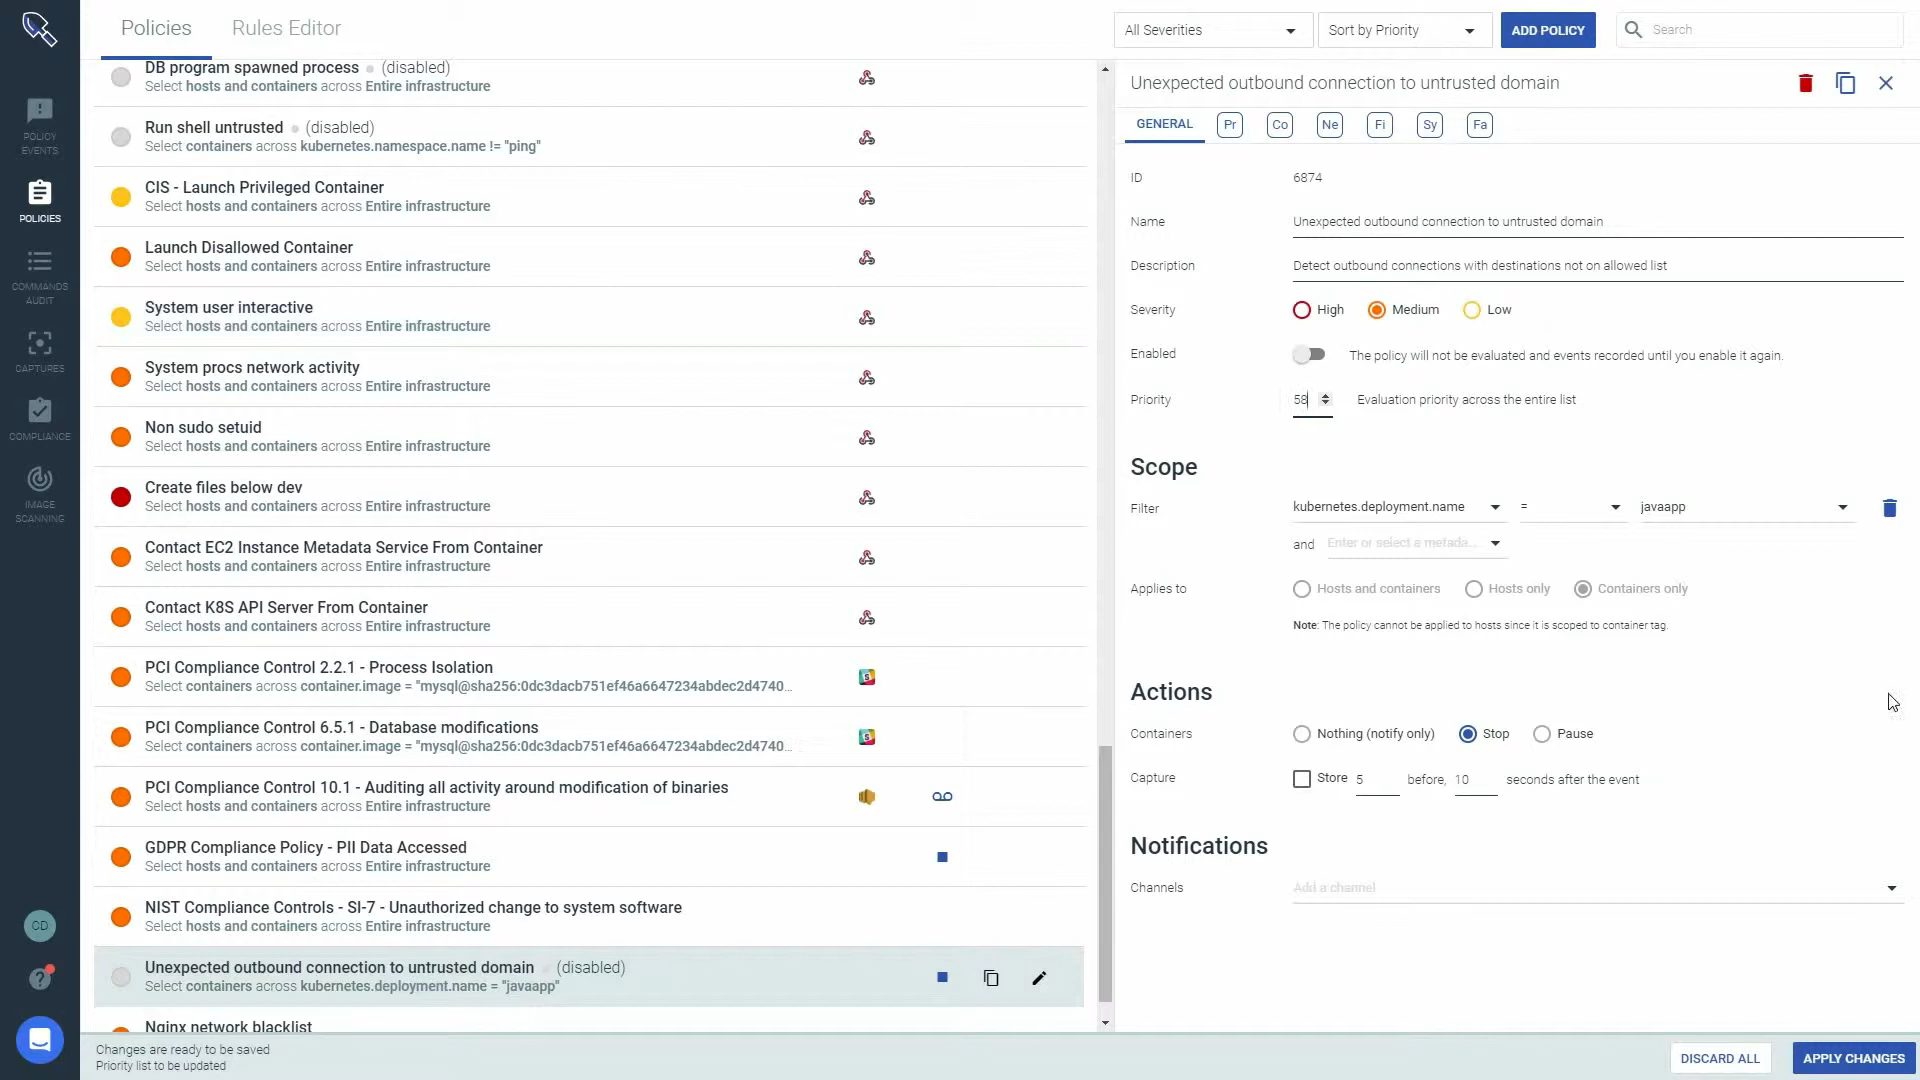 Policies
Rules Editor
All Severities
Sort by Priority
ADD POLICY
Search
POLICY EVENTS
POLICIES
COMMANDS AUDIT
CAPTURES
COMPLIANCE
IMAGE SCANNING
CD
?
DB program spawned process (disabled)
Select hosts and containers across Entire infrastructure
Run shell untrusted (disabled)
Select containers across kubernetes.namespace.name != "ping"
CIS - Launch Privileged Container
Select hosts and containers across Entire infrastructure
Launch Disallowed Container
Select hosts and containers across Entire infrastructure
System user interactive
Select hosts and containers across Entire infrastructure
System procs network activity
Select hosts and containers across Entire infrastructure
Non sudo setuid
Select hosts and containers across Entire infrastructure
Create files below dev
Select hosts and containers across Entire infrastructure
Contact EC2 Instance Metadata Service From Container
Select hosts and containers across Entire infrastructure
Contact K8S API Server From Container
Select hosts and containers across Entire infrastructure
PCI Compliance Control 2.2.1 - Process Isolation
Select containers across container.image = "mysql@sha256:0dc3dacb751ef46a6647234abdec2d4740...
PCI Compliance Control 6.5.1 - Database modifications
Select containers across container.image = "mysql@sha256:0dc3dacb751ef46a6647234abdec2d4740...
PCI Compliance Control 10.1 - Auditing all activity around modification of binaries
Select hosts and containers across Entire infrastructure
GDPR Compliance Policy - PII Data Accessed
Select hosts and containers across Entire infrastructure
NIST Compliance Controls - SI-7 - Unauthorized change to system software
Select hosts and containers across Entire infrastructure
Unexpected outbound connection to untrusted domain (disabled)
Select containers across kubernetes.deployment.name = "javaapp"
Nginx network blacklist
Unexpected outbound connection to untrusted domain
GENERAL Pr Co Ne Fi Sy Fa
ID 6874
Name Unexpected outbound connection to untrusted domain
Description Detect outbound connections with destinations not on allowed list
Severity High Medium Low
Enabled The policy will not be evaluated and events recorded until you enable it again.
Priority 58 Evaluation priority across the entire list
Scope
Filter kubernetes.deployment.name = javaapp
and Enter or select a metada...
Applies to Hosts and containers Hosts only Containers only
Note: The policy cannot be applied to hosts since it is scoped to container tag.
Actions
Containers Nothing (notify only) Stop Pause
Capture Store 5 before, 10 seconds after the event
Notifications
Channels Add a channel
Changes are ready to be saved
Priority list to be updated
DISCARD ALL
APPLY CHANGES